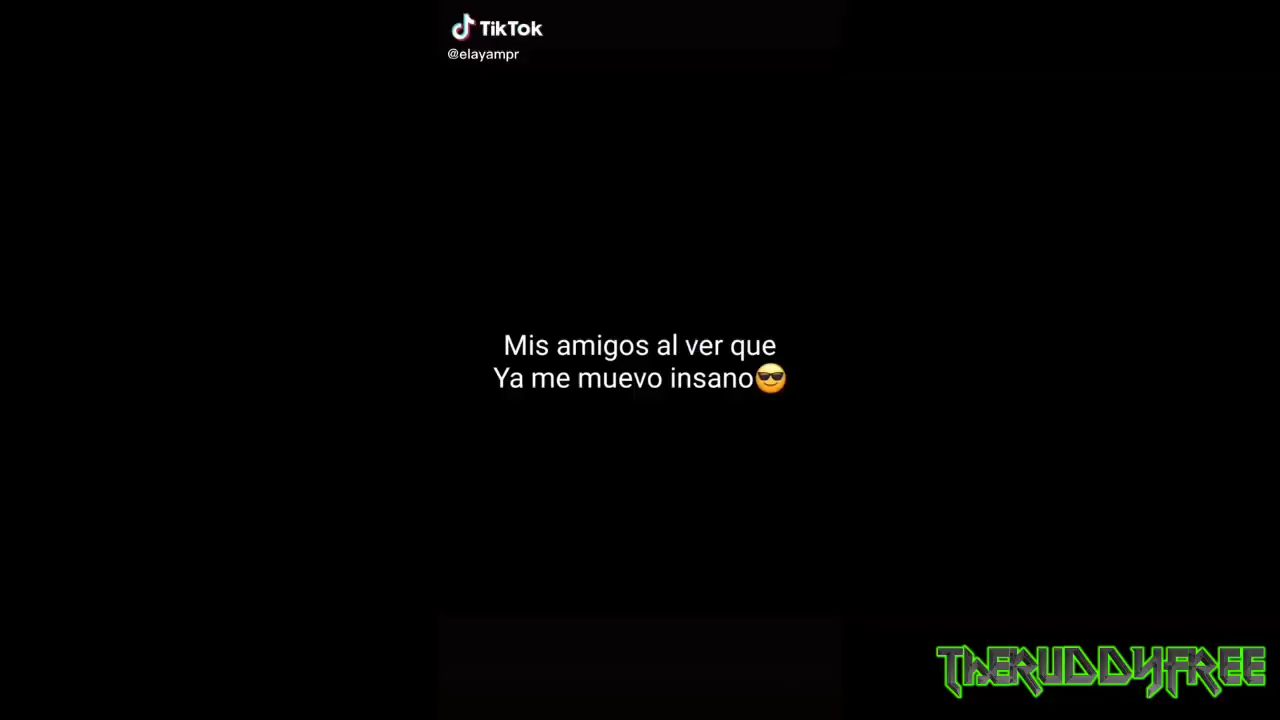 TikTok
@elayampr
Mis amigos al ver que
Ya me muevo insano😎
TheRUDDYFREE